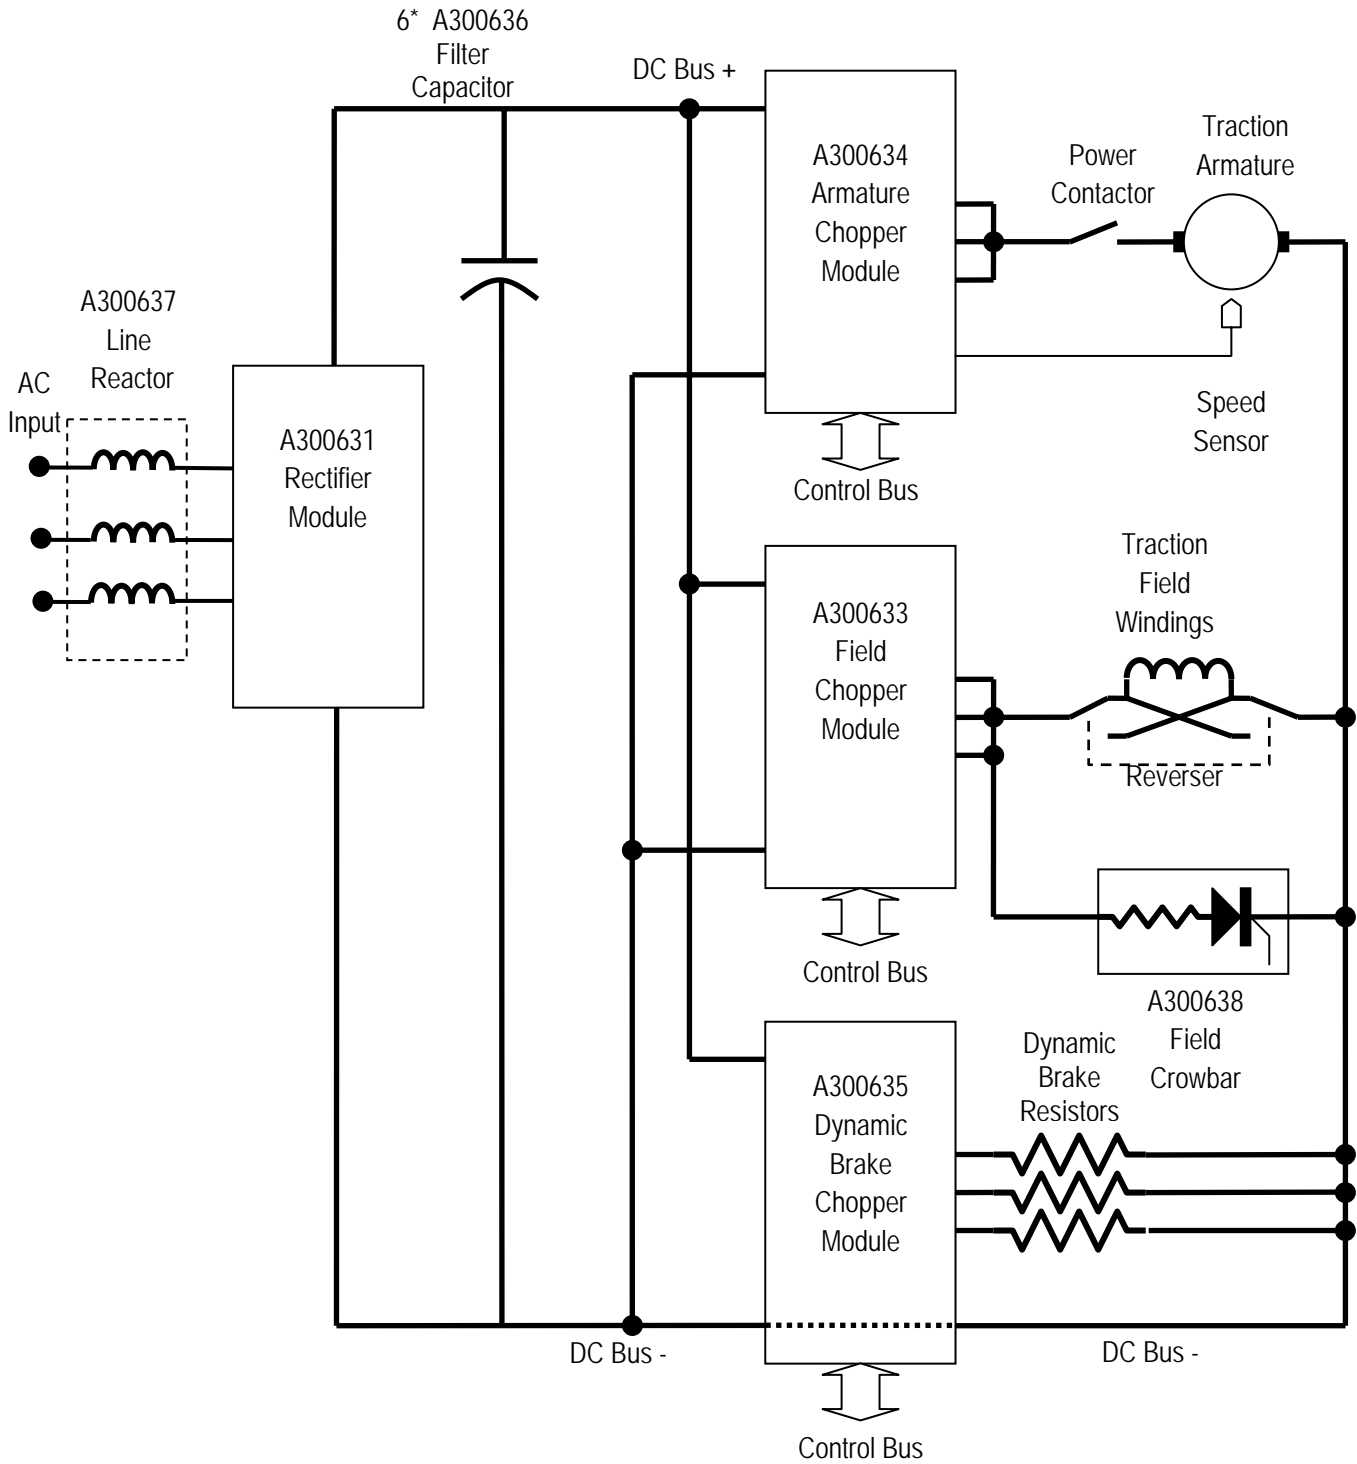 6* A300636
Filter
Capacitor
DC Bus +
A300634
Armature
Chopper
Module
Power
Contactor
Traction
Armature
A300637
Line
Reactor
AC
Input
A300631
Rectifier
Module
Speed
Sensor
Control Bus
A300633
Field
Chopper
Module
Traction
Field
Windings
Reverser
Control Bus
A300638
Field
Crowbar
A300635
Dynamic
Brake
Chopper
Module
Dynamic
Brake
Resistors
DC Bus -
DC Bus -
Control Bus